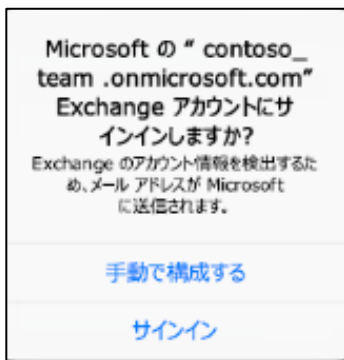 Microsoft の “ contoso_
team .onmicrosoft.com”
Exchange アカウントにサ
インインしますか?
Exchange のアカウント情報を検出するた
め、メール アドレスが Microsoft
に送信されます。
手動で構成する
サインイン